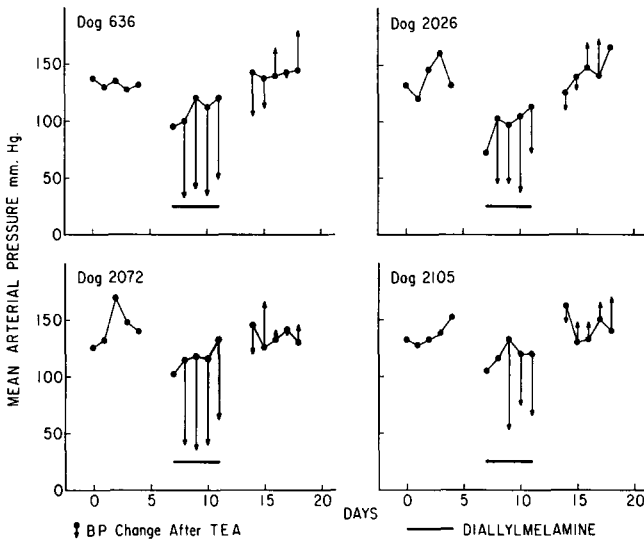 Dog 636
Dog 2026
150
100
50
0
Dog 2072
Dog 2105
150
100
50
0
MEAN ARTERIAL PRESSURE mm. Hg.
0 5 10 15 20 0 5 10 15 20
DAYS
BP Change After TEA
DIALLYLMELAMINE